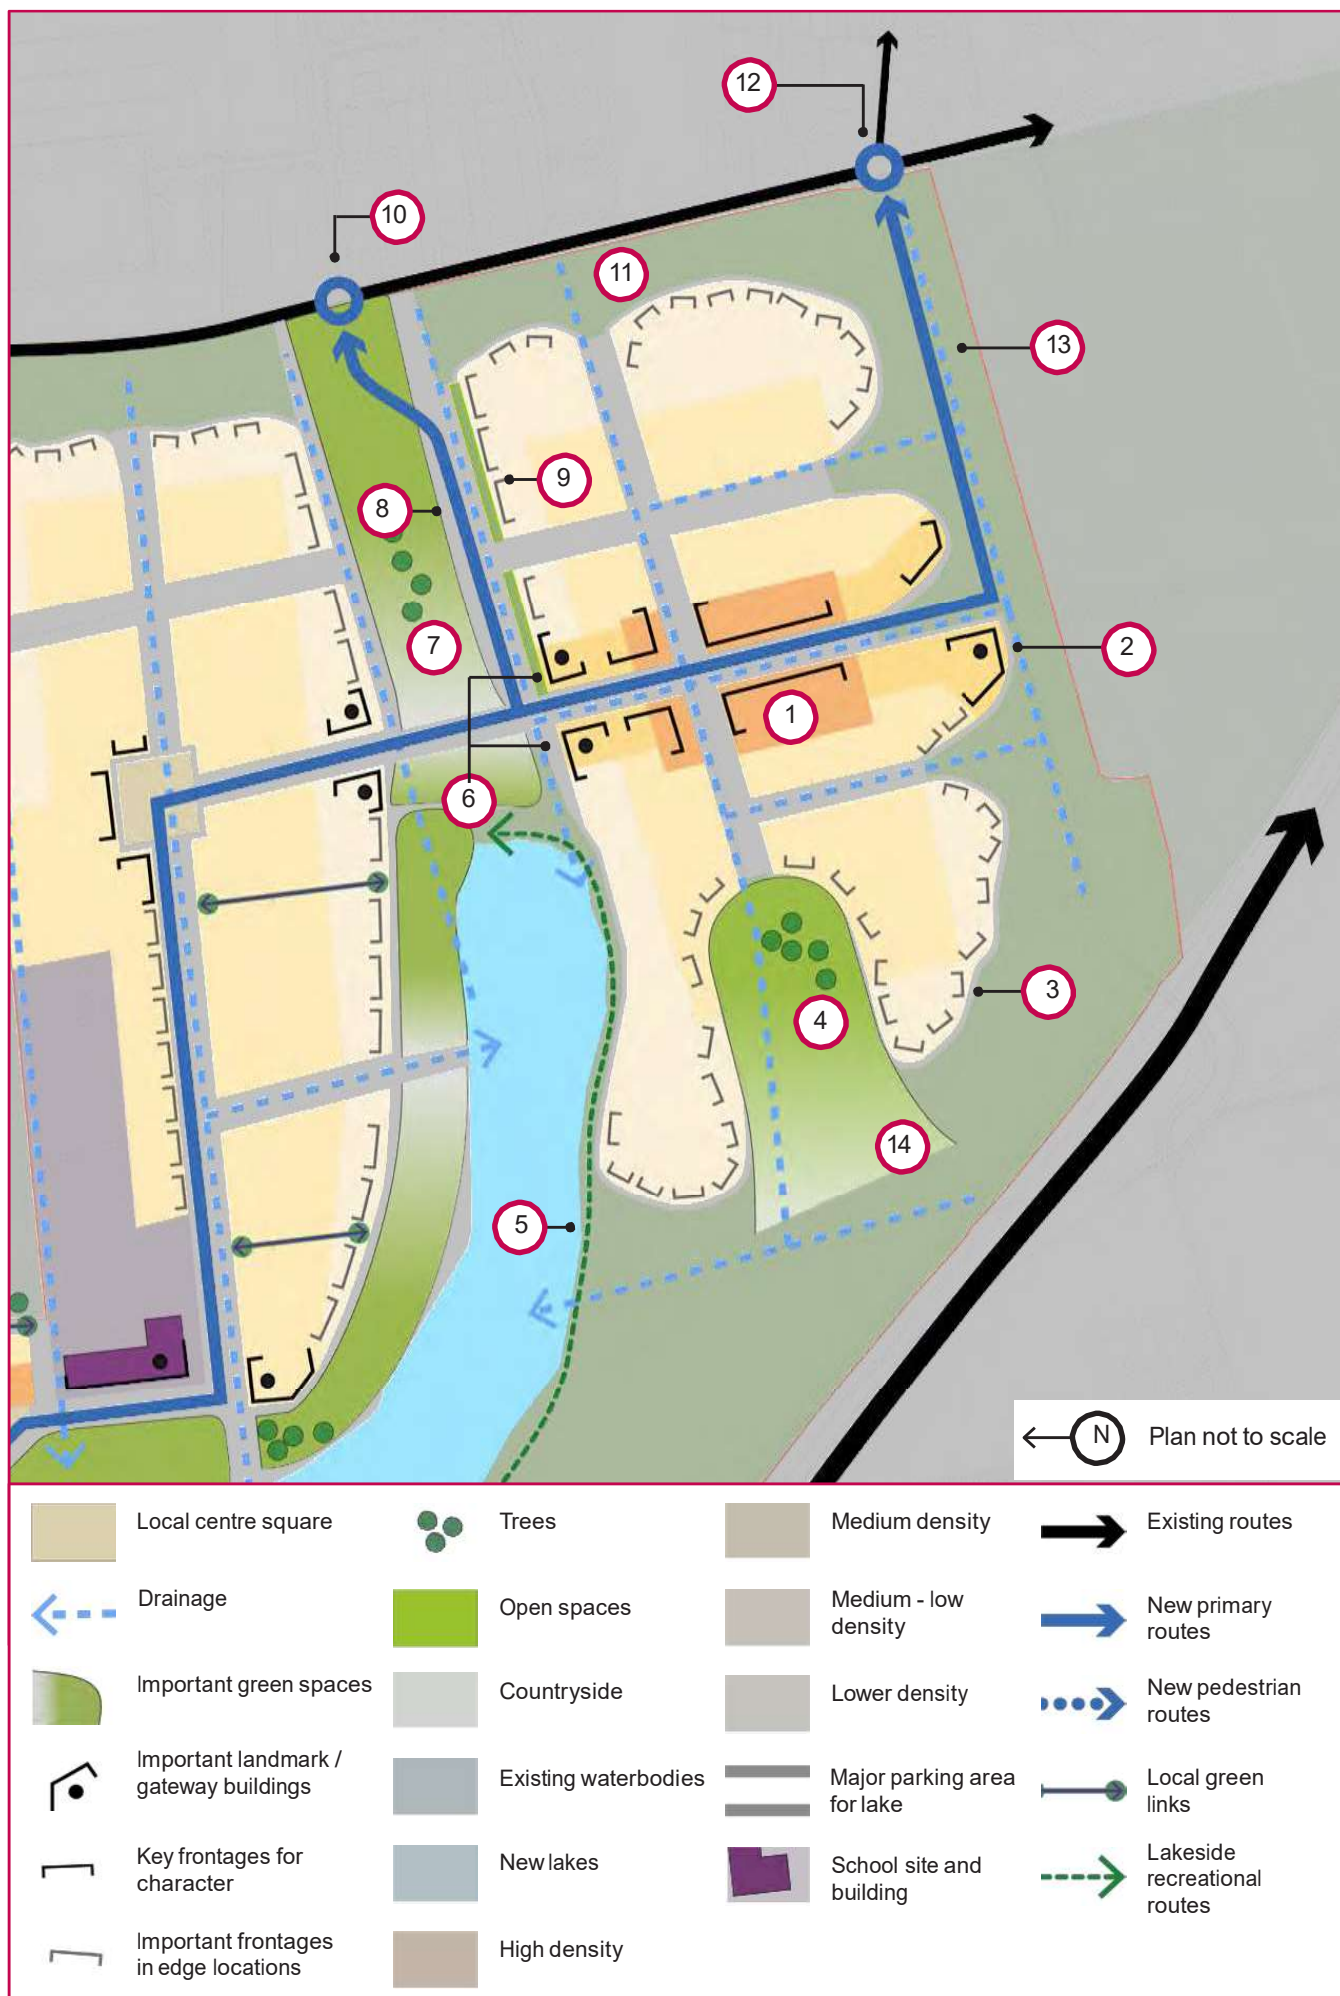 12
10
11
13
9
8
7
2
1
6
3
4
14
5
N
Plan not to scale
Local centre square
Drainage
Important green spaces
Important landmark /
gateway buildings
Key frontages for
character
Important frontages
in edge locations
Trees
Open spaces
Countryside
Existing waterbodies
New lakes
High density
Medium density
Medium - low
density
Lower density
Major parking area
for lake
School site and
building
Existing routes
New primary
routes
New pedestrian
routes
Local green
links
Lakeside
recreational
routes